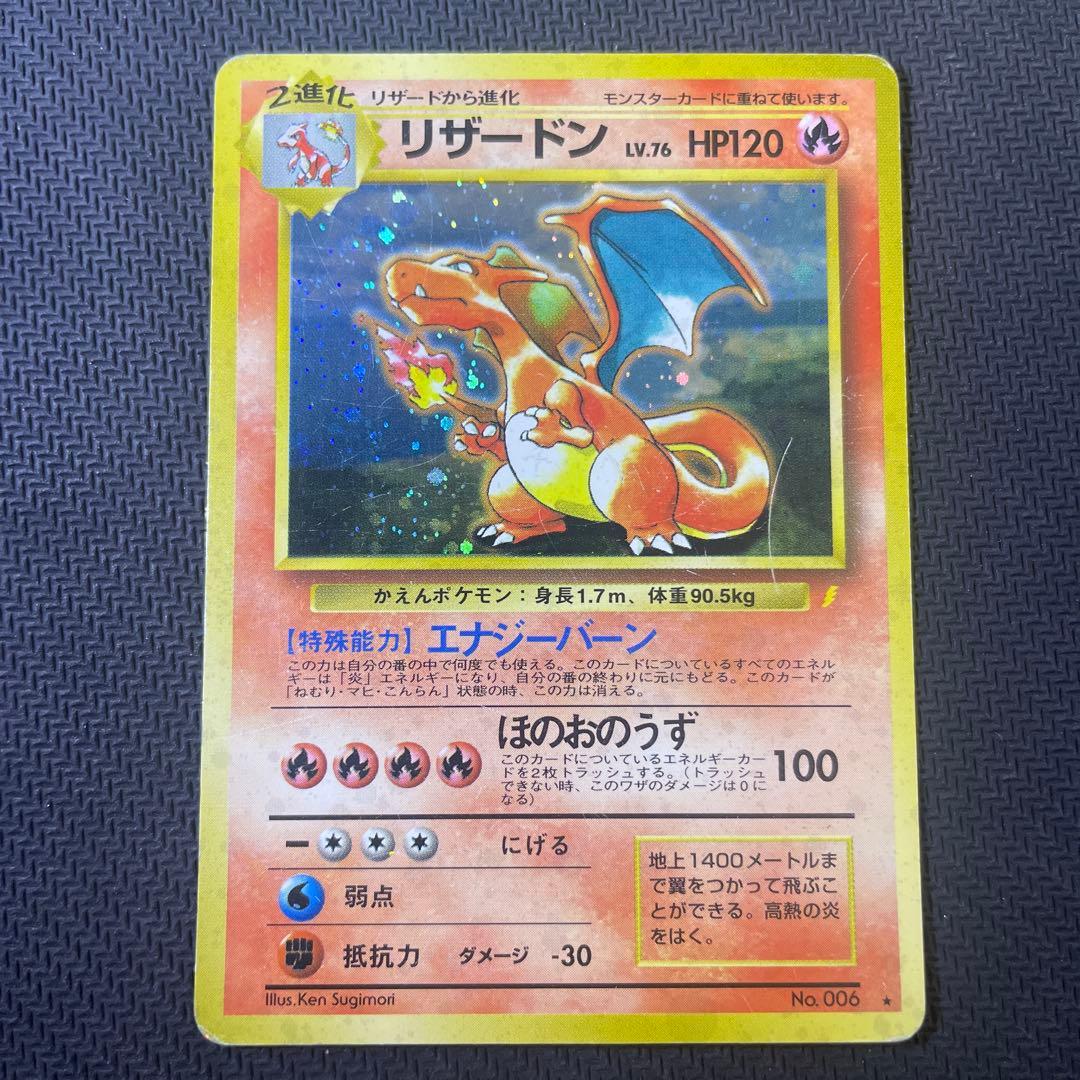 2進化 リザードから進化 モンスターカードに重ねて使います。
リザードン LV.76 HP120
かえんポケモン：身長1.7m、体重90.5kg
【特殊能力】エナジーバーン
この力は自分の番の中で何度でも使える。このカードについているすべてのエネル
ギーは「炎」エネルギーになり、自分の番の終わりに元にもどる。このカードが
「ねむり・マヒ・こんらん」状態の時、この力は消える。
ほのおのうず
このカードについているエネルギーカー
ドを2枚トラッシュする。（トラッシュ
できない時、このワザのダメージは0に
なる）
100
にげる
弱点
抵抗力 ダメージ -30
地上1400メートルま
で翼をつかって飛ぶこ
とができる。高熱の炎
をはく。
Illus.Ken Sugimori No.006 ★